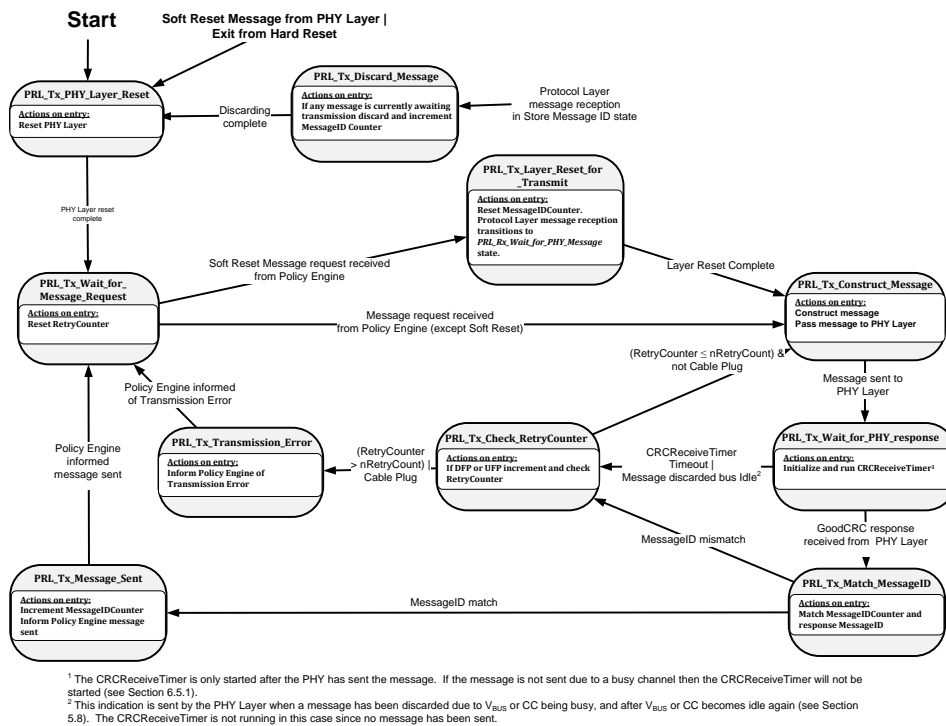 Start
Soft Reset Message from PHY Layer |
Exit from Hard Reset
PRL_Tx_PHY_Layer_Reset
Actions on entry:
Reset PHY Layer
Discarding
complete
PRL_Tx_Discard_Message
Actions on entry:
If any message is currently awaiting
transmission discard and increment
MessageID Counter
Protocol Layer
message reception
in Store Message ID state
PHY Layer reset
complete
PRL_Tx_Layer_Reset_for
_Transmit
Actions on entry:
Reset MessageIDCounter.
Protocol Layer message reception
transitions to
PRL_Rx_Wait_for_PHY_Message
state.
Soft Reset Message request received
from Policy Engine
Layer Reset Complete
PRL_Tx_Wait_for_
Message_Request
Actions on entry:
Reset RetryCounter
Message request received
from Policy Engine (except Soft Reset)
PRL_Tx_Construct_Message
Actions on entry:
Construct message
Pass message to PHY Layer
(RetryCounter ≤ nRetryCount) &
not Cable Plug
Message sent to
PHY Layer
Policy Engine informed
of Transmission Error
Policy Engine
informed
message sent
PRL_Tx_Transmission_Error
Actions on entry:
Inform Policy Engine of
Transmission Error
(RetryCounter
> nRetryCount) |
Cable Plug
PRL_Tx_Check_RetryCounter
Actions on entry:
If DFP or UFP increment and check
RetryCounter
CRCReceiveTimer
Timeout |
Message discarded bus Idle²
PRL_Tx_Wait_for_PHY_response
Actions on entry:
Initialize and run CRCReceiveTimer¹
GoodCRC response
received from PHY Layer
MessageID mismatch
PRL_Tx_Message_Sent
Actions on entry:
Increment MessageIDCounter
Inform Policy Engine message
sent
MessageID match
PRL_Tx_Match_MessageID
Actions on entry:
Match MessageIDCounter and
response MessageID
¹ The CRCReceiveTimer is only started after the PHY has sent the message. If the message is not sent due to a busy channel then the CRCReceiveTimer will not be
started (see Section 6.5.1).
² This indication is sent by the PHY Layer when a message has been discarded due to VBUS or CC being busy, and after VBUS or CC becomes idle again (see Section
5.8). The CRCReceiveTimer is not running in this case since no message has been sent.